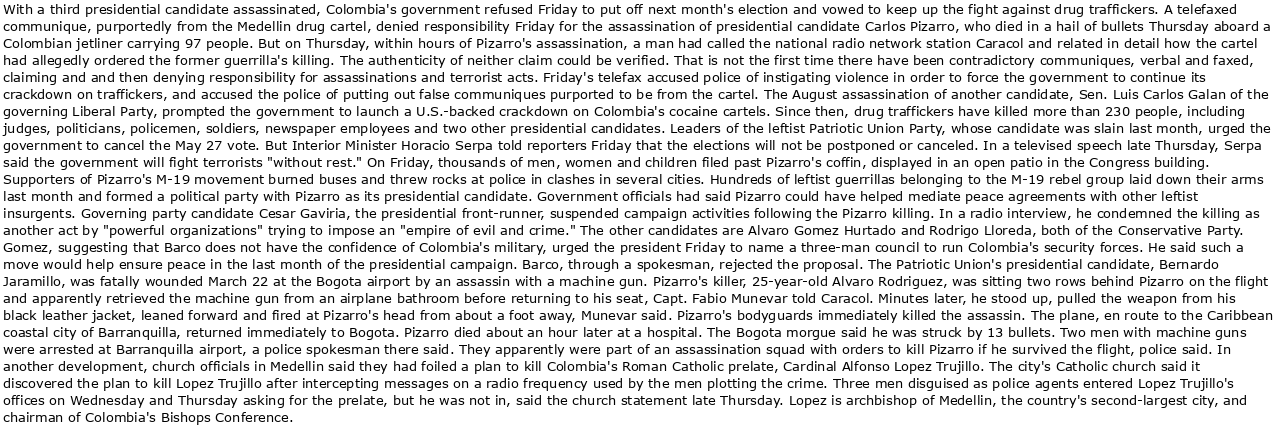 With a third presidential candidate assassinated, Colombia's government refused Friday to put off next month's election and vowed to keep up the fight against drug traffickers. A telefaxed
communique, purportedly from the Medellin drug cartel, denied responsibility Friday for the assassination of presidential candidate Carlos Pizarro, who died in a hail of bullets Thursday aboard a
Colombian jetliner carrying 97 people. But on Thursday, within hours of Pizarro's assassination, a man had called the national radio network station Caracol and related in detail how the cartel
had allegedly ordered the former guerrilla's killing. The authenticity of neither claim could be verified. That is not the first time there have been contradictory communiques, verbal and faxed,
claiming and and then denying responsibility for assassinations and terrorist acts. Friday's telefax accused police of instigating violence in order to force the government to continue its
crackdown on traffickers, and accused the police of putting out false communiques purported to be from the cartel. The August assassination of another candidate, Sen. Luis Carlos Galan of the
governing Liberal Party, prompted the government to launch a U.S.-backed crackdown on Colombia's cocaine cartels. Since then, drug traffickers have killed more than 230 people, including
judges, politicians, policemen, soldiers, newspaper employees and two other presidential candidates. Leaders of the leftist Patriotic Union Party, whose candidate was slain last month, urged the
government to cancel the May 27 vote. But Interior Minister Horacio Serpa told reporters Friday that the elections will not be postponed or canceled. In a televised speech late Thursday, Serpa
said the government will fight terrorists "without rest." On Friday, thousands of men, women and children filed past Pizarro's coffin, displayed in an open patio in the Congress building.
Supporters of Pizarro's M-19 movement burned buses and threw rocks at police in clashes in several cities. Hundreds of leftist guerrillas belonging to the M-19 rebel group laid down their arms
last month and formed a political party with Pizarro as its presidential candidate. Government officials had said Pizarro could have helped mediate peace agreements with other leftist
insurgents. Governing party candidate Cesar Gaviria, the presidential front-runner, suspended campaign activities following the Pizarro killing. In a radio interview, he condemned the killing as
another act by "powerful organizations" trying to impose an "empire of evil and crime." The other candidates are Alvaro Gomez Hurtado and Rodrigo Lloreda, both of the Conservative Party.
Gomez, suggesting that Barco does not have the confidence of Colombia's military, urged the president Friday to name a three-man council to run Colombia's security forces. He said such a
move would help ensure peace in the last month of the presidential campaign. Barco, through a spokesman, rejected the proposal. The Patriotic Union's presidential candidate, Bernardo
Jaramillo, was fatally wounded March 22 at the Bogota airport by an assassin with a machine gun. Pizarro's killer, 25-year-old Alvaro Rodriguez, was sitting two rows behind Pizarro on the flight
and apparently retrieved the machine gun from an airplane bathroom before returning to his seat, Capt. Fabio Munevar told Caracol. Minutes later, he stood up, pulled the weapon from his
black leather jacket, leaned forward and fired at Pizarro's head from about a foot away, Munevar said. Pizarro's bodyguards immediately killed the assassin. The plane, en route to the Caribbean
coastal city of Barranquilla, returned immediately to Bogota. Pizarro died about an hour later at a hospital. The Bogota morgue said he was struck by 13 bullets. Two men with machine guns
were arrested at Barranquilla airport, a police spokesman there said. They apparently were part of an assassination squad with orders to kill Pizarro if he survived the flight, police said. In
another development, church officials in Medellin said they had foiled a plan to kill Colombia's Roman Catholic prelate, Cardinal Alfonso Lopez Trujillo. The city's Catholic church said it
discovered the plan to kill Lopez Trujillo after intercepting messages on a radio frequency used by the men plotting the crime. Three men disguised as police agents entered Lopez Trujillo's
offices on Wednesday and Thursday asking for the prelate, but he was not in, said the church statement late Thursday. Lopez is archbishop of Medellin, the country's second-largest city, and
chairman of Colombia's Bishops Conference.